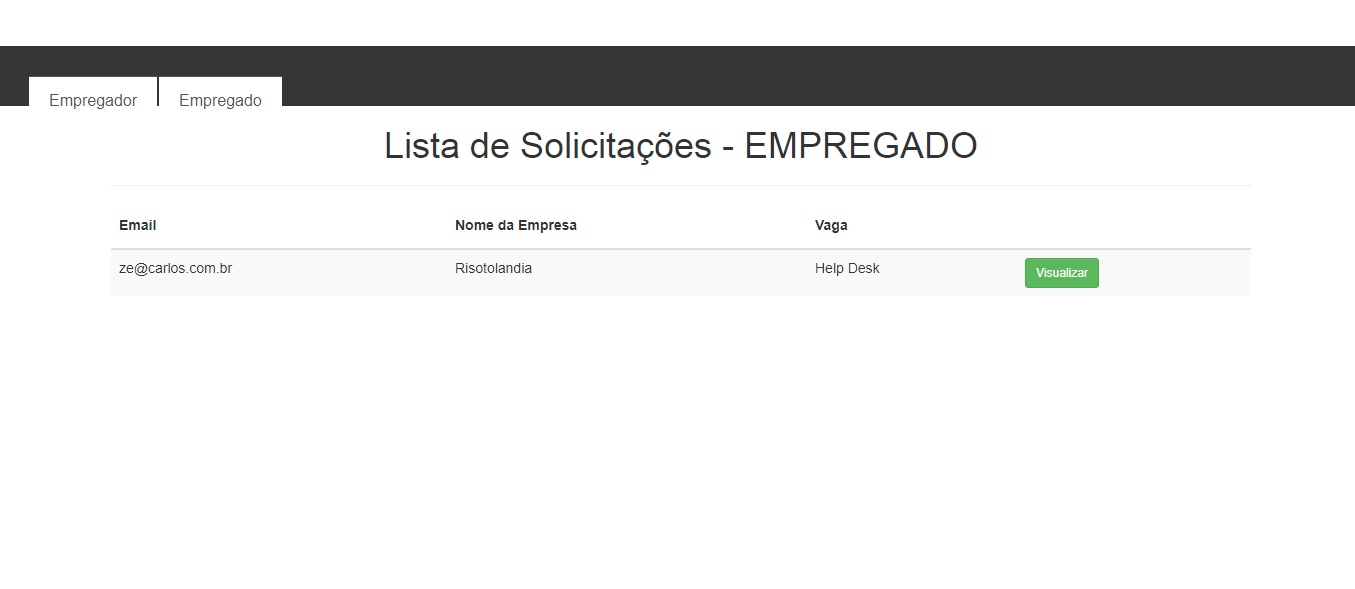 Empregador Empregado
Lista de Solicitações - EMPREGADO
Email Nome da Empresa Vaga
ze@carlos.com.br Risotolandia Help Desk Visualizar